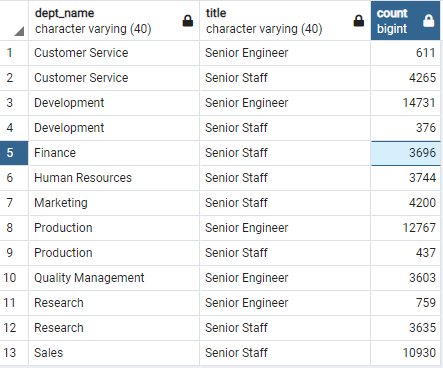 dept_name title count
character varying (40) character varying (40) bigint
1 Customer Service Senior Engineer 611
2 Customer Service Senior Staff 4265
3 Development Senior Engineer 14731
4 Development Senior Staff 376
5 Finance Senior Staff 3696
6 Human Resources Senior Staff 3744
7 Marketing Senior Staff 4200
8 Production Senior Engineer 12767
9 Production Senior Staff 437
10 Quality Management Senior Engineer 3603
11 Research Senior Engineer 759
12 Research Senior Staff 3635
13 Sales Senior Staff 10930